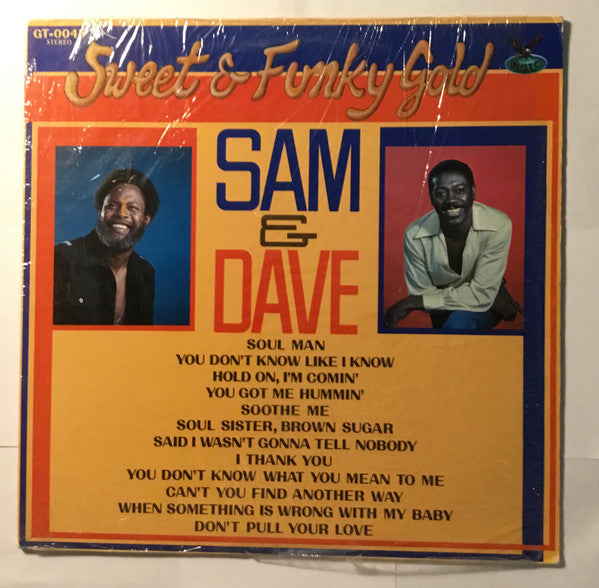 GT-004
STEREO
Sweet & Funky Gold
SAM
&
DAVE
SOUL MAN
YOU DON'T KNOW LIKE I KNOW
HOLD ON, I'M COMIN'
YOU GOT ME HUMMIN'
SOOTHE ME
SOUL SISTER, BROWN SUGAR
SAID I WASN'T GONNA TELL NOBODY
I THANK YOU
YOU DON'T KNOW WHAT YOU MEAN TO ME
CAN'T YOU FIND ANOTHER WAY
WHEN SOMETHING IS WRONG WITH MY BABY
DON'T PULL YOUR LOVE